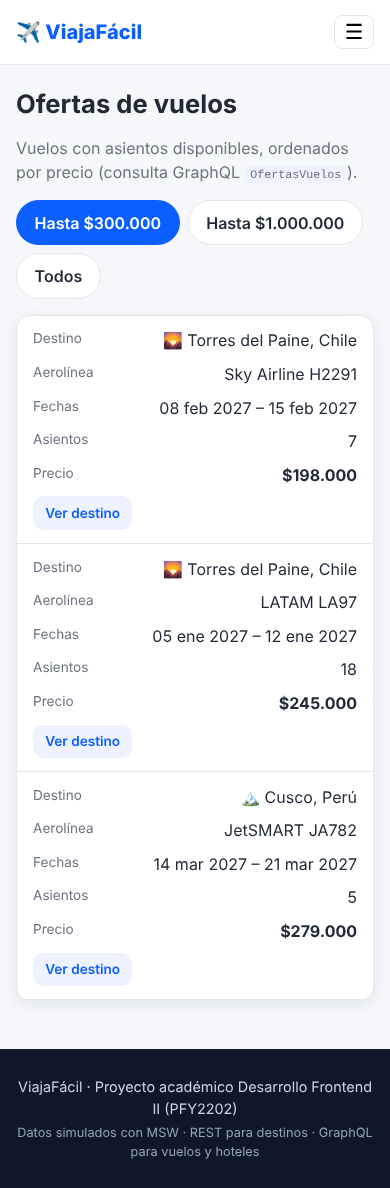 ✈️ ViajaFácil ☰
Ofertas de vuelos
Vuelos con asientos disponibles, ordenados
por precio (consulta GraphQL OfertasVuelos ).
Hasta $300.000 Hasta $1.000.000
Todos
Destino 🌄 Torres del Paine, Chile
Aerolínea Sky Airline H2291
Fechas 08 feb 2027 – 15 feb 2027
Asientos 7
Precio $198.000
Ver destino
Destino 🌄 Torres del Paine, Chile
Aerolínea LATAM LA97
Fechas 05 ene 2027 – 12 ene 2027
Asientos 18
Precio $245.000
Ver destino
Destino 🏔️ Cusco, Perú
Aerolínea JetSMART JA782
Fechas 14 mar 2027 – 21 mar 2027
Asientos 5
Precio $279.000
Ver destino
ViajaFácil · Proyecto académico Desarrollo Frontend
II (PFY2202)
Datos simulados con MSW · REST para destinos · GraphQL
para vuelos y hoteles